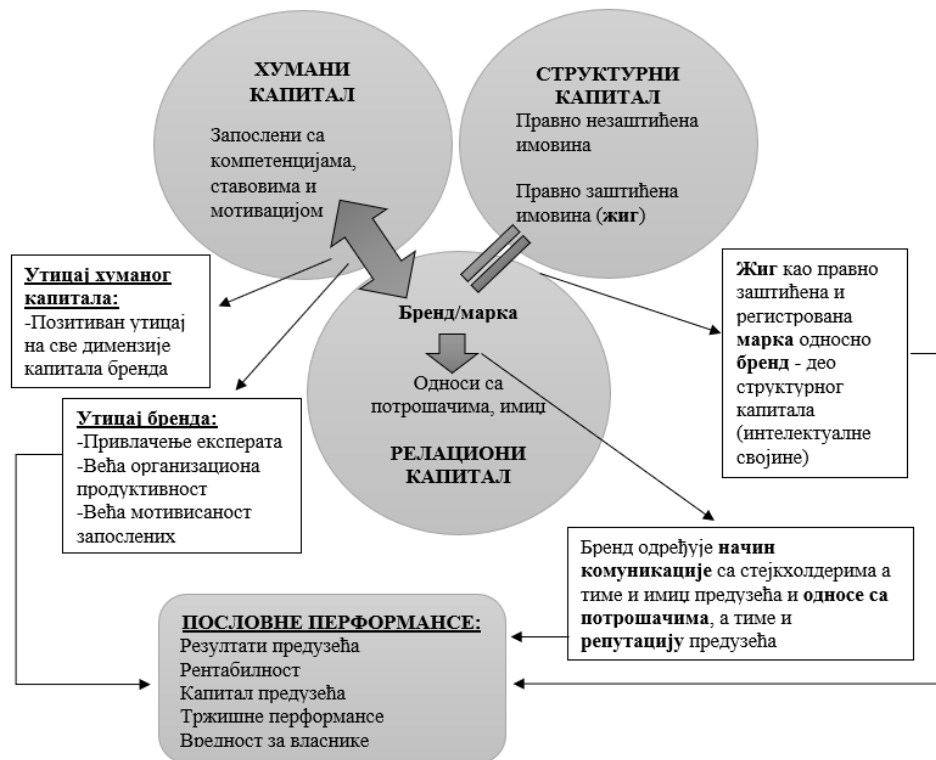 ХУМАНИ
КАПИТАЛ
Запослени са
компетенцијама,
ставовима и
мотивацијом
СТРУКТУРНИ
КАПИТАЛ
Правно незаштићена
имовина
Правно заштићена
имовина (жиг)
Утицај хуманог
капитала:
-Позитиван утицај
на све димензије
капитала бренда
Бренд/марка
Односи са
потрошачима, имиџ
РЕЛАЦИОНИ
КАПИТАЛ
Жиг као правно
заштићена и
регистрована
марка односно
бренд - део
структурног
капитала
(интелектуалне
својине)
Утицај бренда:
-Привлачење експерата
-Већа организациона
продуктивност
-Већа мотивисаност
запослених
Бренд одређује начин
комуникације са стејкхолдерима а
тиме и имиџ предузећа и односе са
потрошачима, а тиме и
репутацију предузећа
ПОСЛОВНЕ ПЕРФОРМАНСЕ:
Резултати предузећа
Рентабилност
Капитал предузећа
Тржишне перформансе
Вредност за власнике